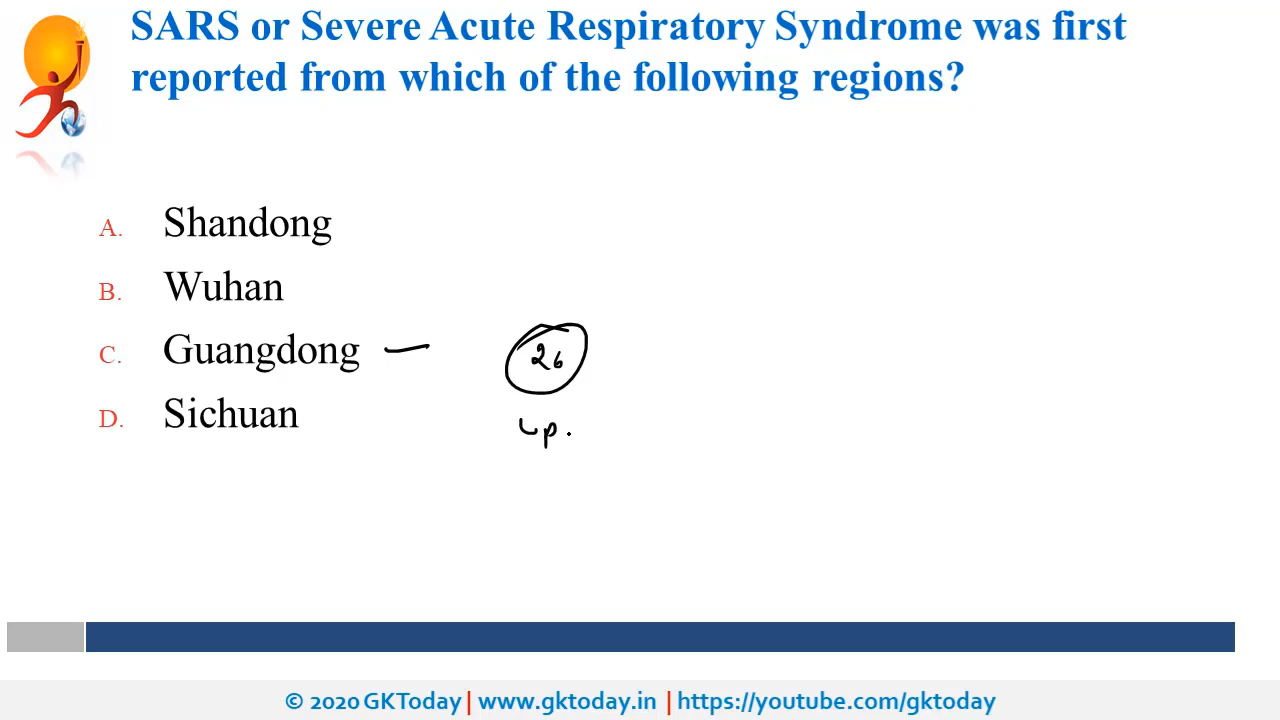 SARS or Severe Acute Respiratory Syndrome was first
reported from which of the following regions?
A. Shandong
B. Wuhan
C. Guangdong —
26
D. Sichuan
© 2020 GKToday | www.gktoday.in | https://youtube.com/gktoday